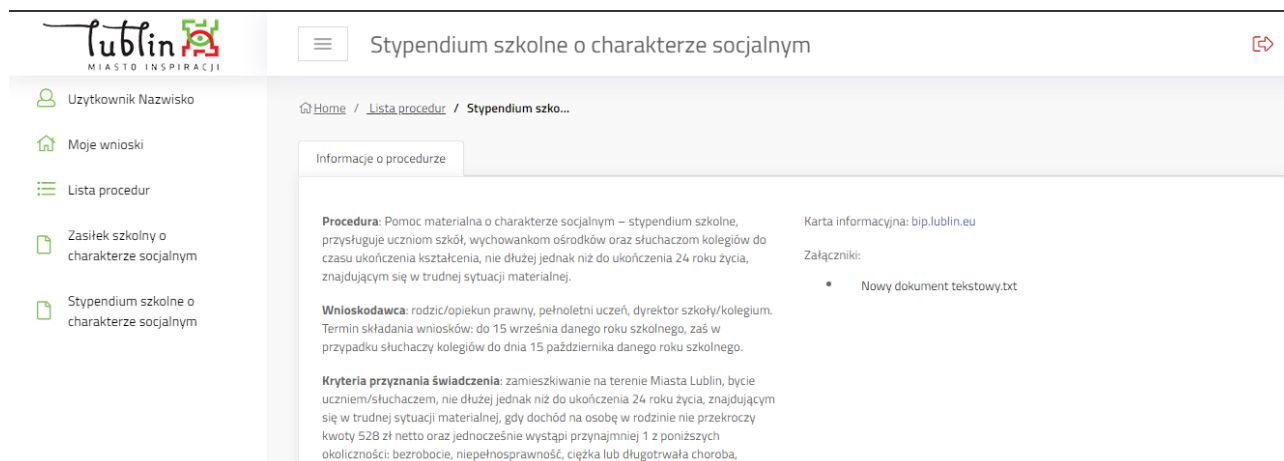 lublin
MIASTO INSPIRACJI
Stypendium szkolne o charakterze socjalnym
Uzytkownik Nazwisko
Moje wnioski
Lista procedur
Zasiłek szkolny o
charakterze socjalnym
Stypendium szkolne o
charakterze socjalnym
Home / Lista procedur / Stypendium szko...
Informacje o procedurze
Procedura: Pomoc materialna o charakterze socjalnym – stypendium szkolne,
przysługuje uczniom szkół, wychowankom ośrodków oraz słuchaczom kolegiów do
czasu ukończenia kształcenia, nie dłużej jednak niż do ukończenia 24 roku życia,
znajdującym się w trudnej sytuacji materialnej.
Wnioskodawca: rodzic/opiekun prawny, pełnoletni uczeń, dyrektor szkoły/kolegium.
Termin składania wniosków: do 15 września danego roku szkolnego, zaś w
przypadku słuchaczy kolegiów do dnia 15 października danego roku szkolnego.
Kryteria przyznania świadczenia: zamieszkiwanie na terenie Miasta Lublin, bycie
uczniem/słuchaczem, nie dłużej jednak niż do ukończenia 24 roku życia, znajdującym
się w trudnej sytuacji materialnej, gdy dochód na osobę w rodzinie nie przekroczy
kwoty 528 zł netto oraz jednocześnie wystąpi przynajmniej 1 z poniższych
okoliczności: bezrobocie, niepełnosprawność, ciężka lub długotrwała choroba,
Karta informacyjna: bip.lublin.eu
Załączniki:
Nowy dokument tekstowy.txt